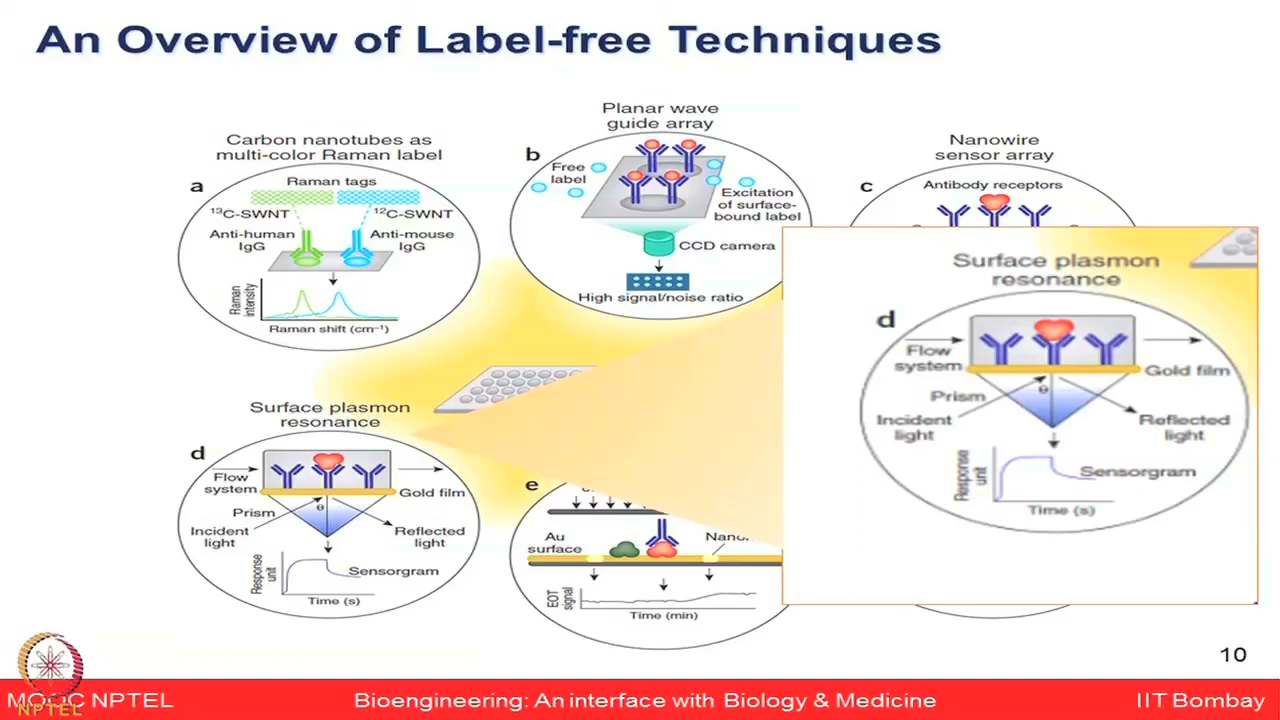 An Overview of Label-free Techniques
Carbon nanotubes as
multi-color Raman label
a
Raman tags
¹³C-SWNT
¹²C-SWNT
Anti-human
IgG
Anti-mouse
IgG
Raman
intensity
Raman shift (cm⁻¹)
Planar wave
guide array
b
Free
label
Excitation
of surface-
bound label
CCD camera
High signal/noise ratio
Nanowire
sensor array
c
Antibody receptors
Surface plasmon
resonance
d
Flow
system
Gold film
Prism
θ
Incident
light
Reflected
light
Response
unit
Sensorgram
Time (s)
e
Au
surface
EOT
signal
Time (min)
Surface plasmon
resonance
d
Flow
system
Gold film
Prism
θ
Incident
light
Reflected
light
Response
unit
Sensorgram
Time (s)
10
MOOC NPTEL
Bioengineering: An interface with Biology & Medicine
IIT Bombay
NPTEL